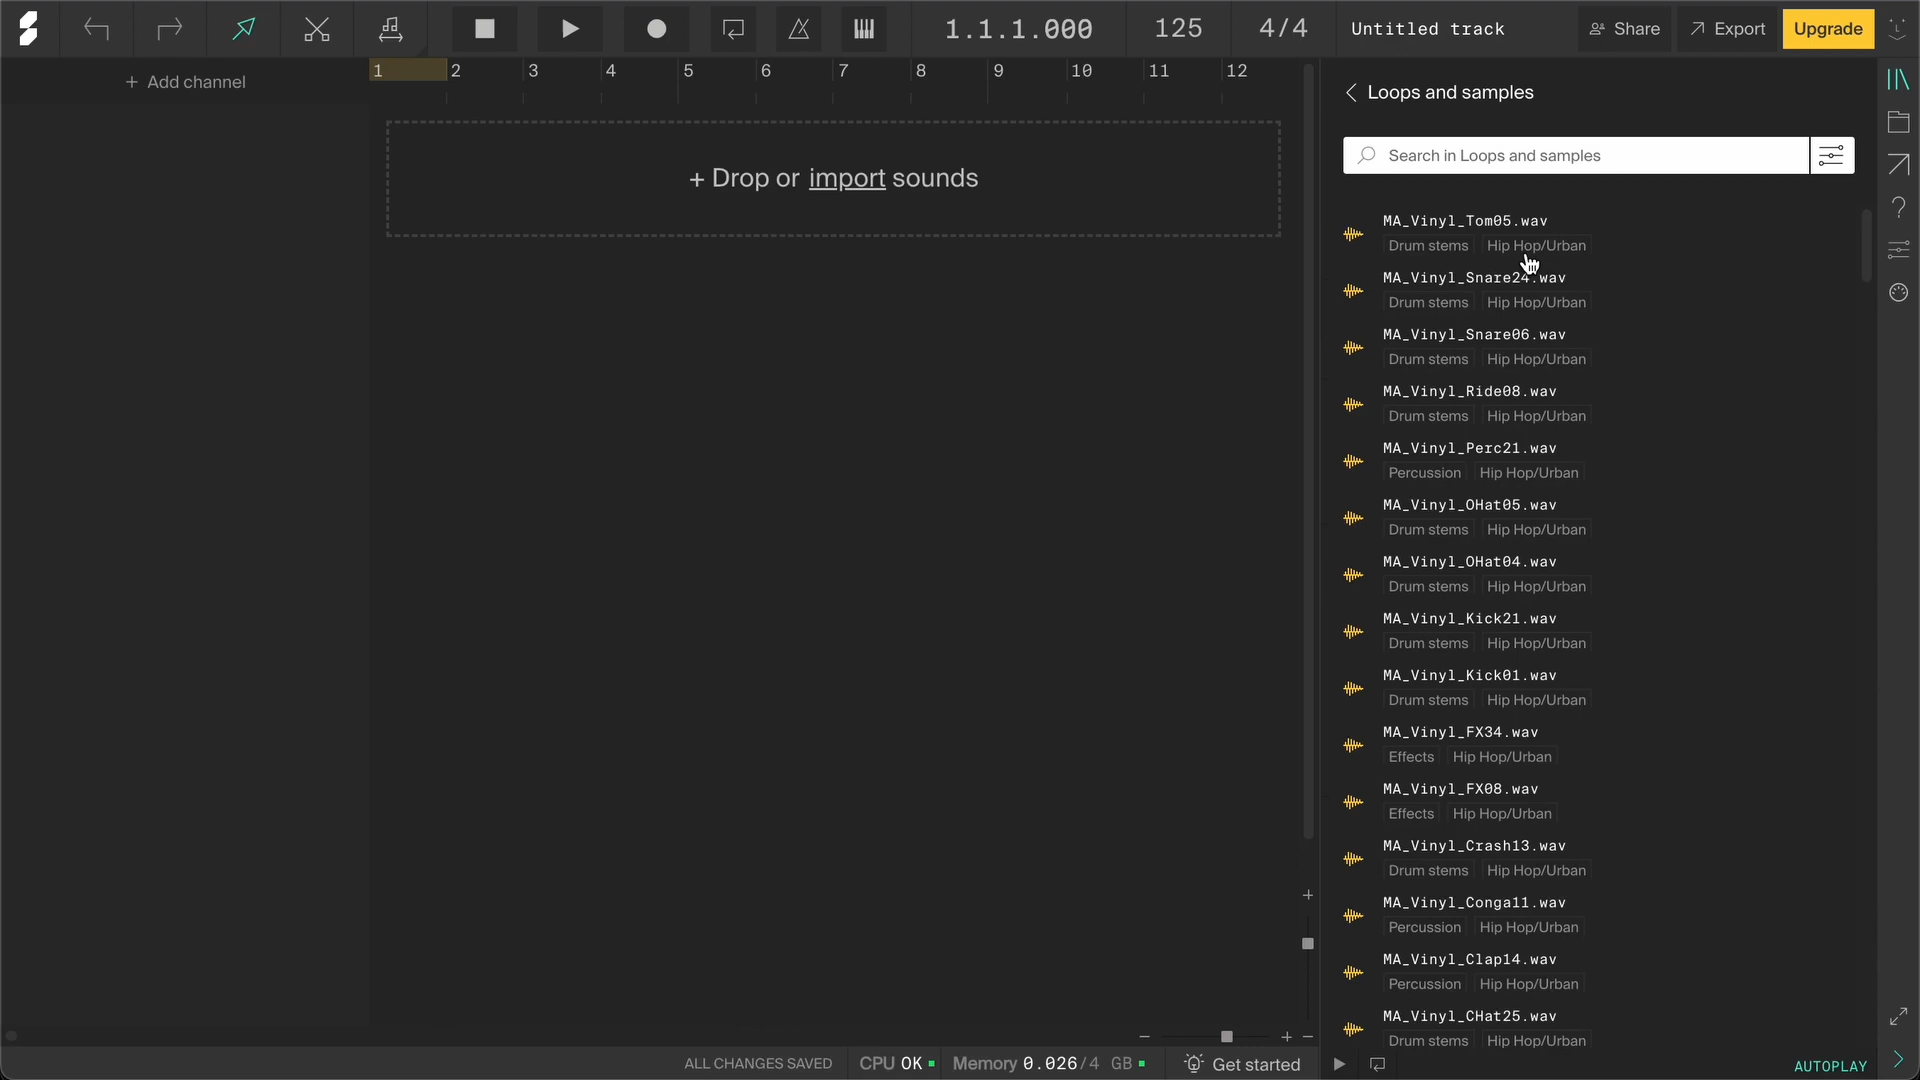 1.1.1.000 125 4/4 Untitled track Share Export Upgrade
+ Add channel
1 2 3 4 5 6 7 8 9 10 11 12
+ Drop or import sounds
Loops and samples
Search in Loops and samples
MA_Vinyl_Tom05.wav
Drum stems Hip Hop/Urban
MA_Vinyl_Snare24.wav
Drum stems Hip Hop/Urban
MA_Vinyl_Snare06.wav
Drum stems Hip Hop/Urban
MA_Vinyl_Ride08.wav
Drum stems Hip Hop/Urban
MA_Vinyl_Perc21.wav
Percussion Hip Hop/Urban
MA_Vinyl_OHat05.wav
Drum stems Hip Hop/Urban
MA_Vinyl_OHat04.wav
Drum stems Hip Hop/Urban
MA_Vinyl_Kick21.wav
Drum stems Hip Hop/Urban
MA_Vinyl_Kick01.wav
Drum stems Hip Hop/Urban
MA_Vinyl_FX34.wav
Effects Hip Hop/Urban
MA_Vinyl_FX08.wav
Effects Hip Hop/Urban
MA_Vinyl_Crash13.wav
Drum stems Hip Hop/Urban
MA_Vinyl_Conga11.wav
Percussion Hip Hop/Urban
MA_Vinyl_Clap14.wav
Percussion Hip Hop/Urban
MA_Vinyl_CHat25.wav
Drum stems Hip Hop/Urban
ALL CHANGES SAVED CPU OK Memory 0.026/4 GB Get started AUTOPLAY